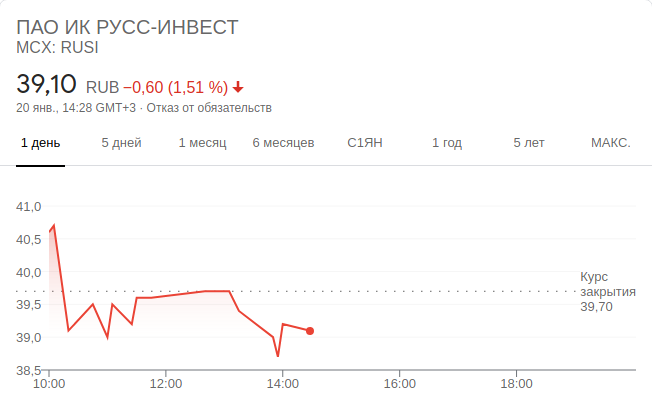 ПАО ИК РУСС-ИНВЕСТ
MCX: RUSI
39,10 RUB −0,60 (1,51 %)
20 янв., 14:28 GMT+3 · Отказ от обязательств
1 день 5 дней 1 месяц 6 месяцев С1ЯН 1 год 5 лет МАКС.
41,0
40,5
40,0
39,5
39,0
38,5
Курс
закрытия
39,70
10:00 12:00 14:00 16:00 18:00